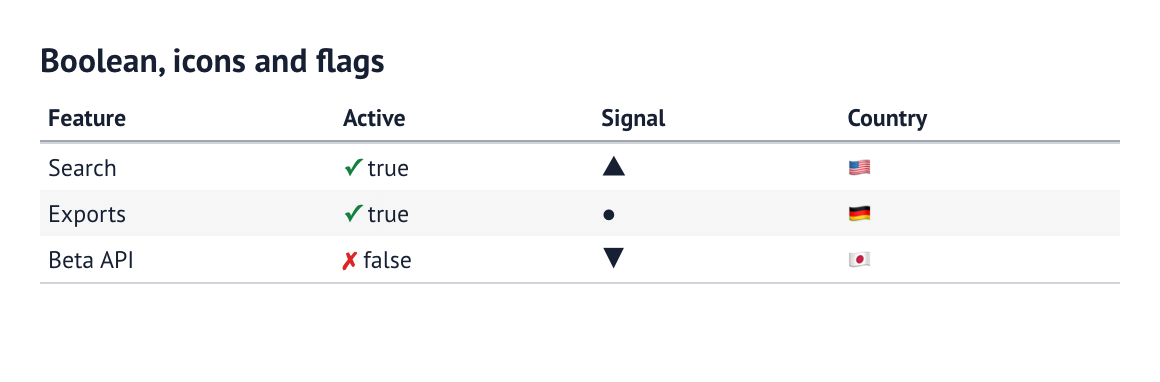 Boolean, icons and flags
Feature Active Signal Country
Search ✓ true ▲ 🇺🇸
Exports ✓ true ● 🇩🇪
Beta API ✗ false ▼ 🇯🇵